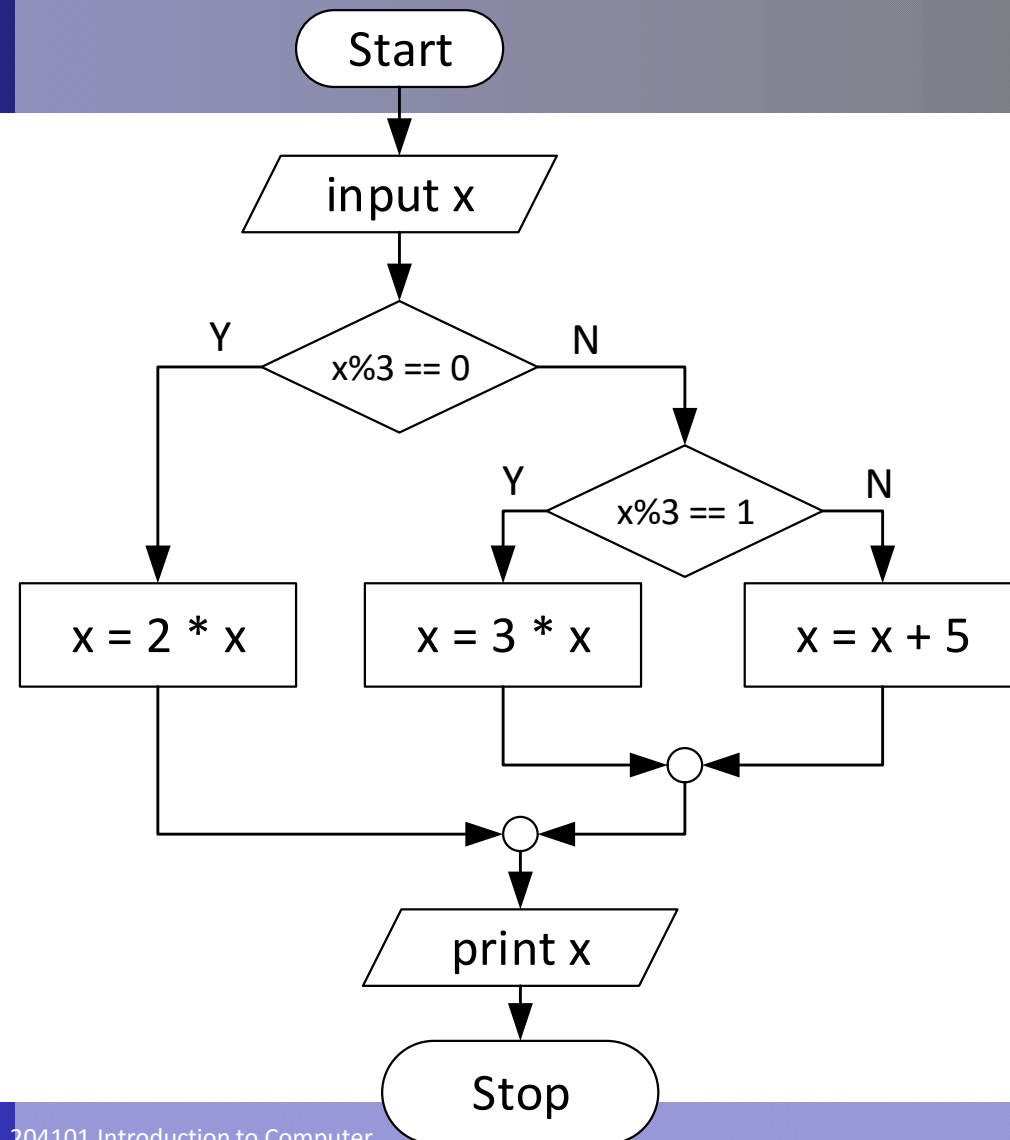 Start
input x
Y
N
x%3 == 0
Y
N
x%3 == 1
x = 2 * x
x = 3 * x
x = x + 5
print x
Stop
204101 Introduction to Computer